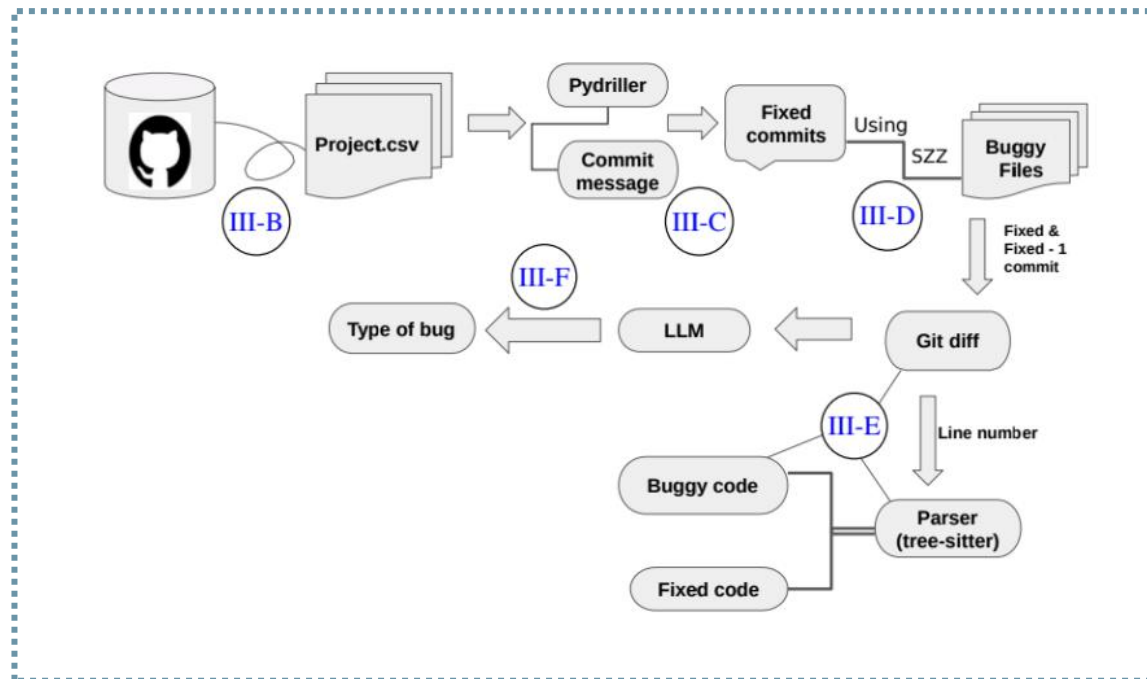 Project.csv
III-B
Pydriller
Commit
message
III-C
Fixed
commits
Using
SZZ
III-D
Buggy
Files
Fixed &
Fixed - 1
commit
Git diff
LLM
III-F
Type of bug
III-E
Line number
Parser
(tree-sitter)
Buggy code
Fixed code